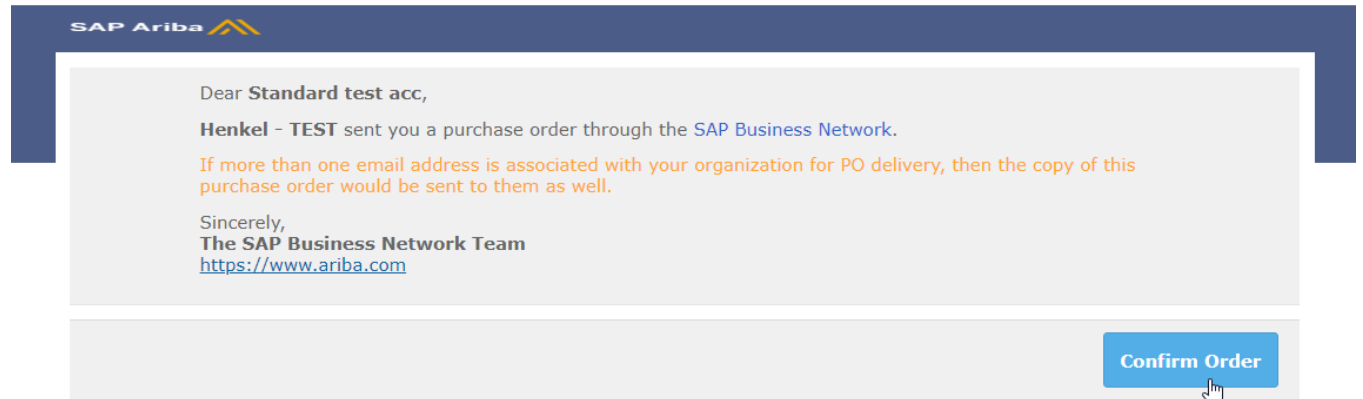 SAP Ariba
Dear Standard test acc,
Henkel - TEST sent you a purchase order through the SAP Business Network.
If more than one email address is associated with your organization for PO delivery, then the copy of this
purchase order would be sent to them as well.
Sincerely,
The SAP Business Network Team
https://www.ariba.com
Confirm Order